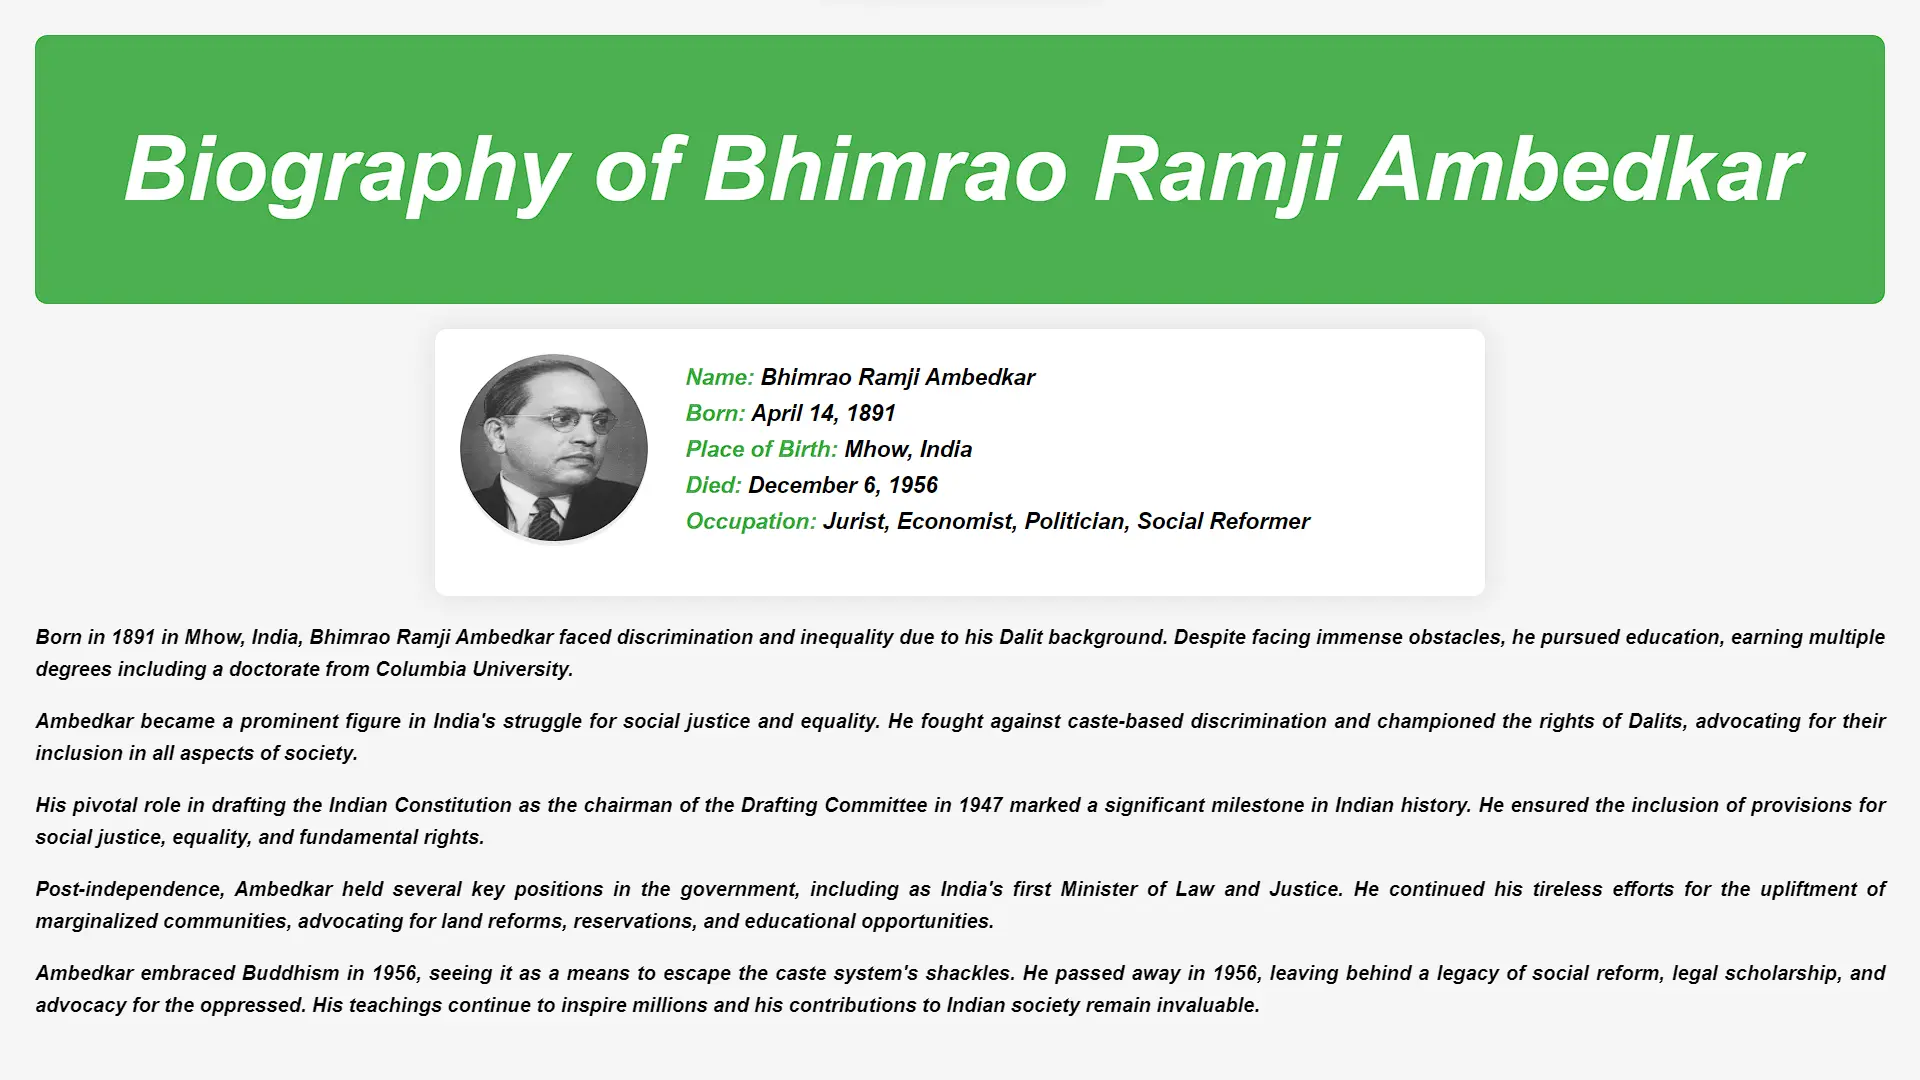 Biography of Bhimrao Ramji Ambedkar
Name: Bhimrao Ramji Ambedkar
Born: April 14, 1891
Place of Birth: Mhow, India
Died: December 6, 1956
Occupation: Jurist, Economist, Politician, Social Reformer
Born in 1891 in Mhow, India, Bhimrao Ramji Ambedkar faced discrimination and inequality due to his Dalit background. Despite facing immense obstacles, he pursued education, earning multiple
degrees including a doctorate from Columbia University.
Ambedkar became a prominent figure in India's struggle for social justice and equality. He fought against caste-based discrimination and championed the rights of Dalits, advocating for their
inclusion in all aspects of society.
His pivotal role in drafting the Indian Constitution as the chairman of the Drafting Committee in 1947 marked a significant milestone in Indian history. He ensured the inclusion of provisions for
social justice, equality, and fundamental rights.
Post-independence, Ambedkar held several key positions in the government, including as India's first Minister of Law and Justice. He continued his tireless efforts for the upliftment of
marginalized communities, advocating for land reforms, reservations, and educational opportunities.
Ambedkar embraced Buddhism in 1956, seeing it as a means to escape the caste system's shackles. He passed away in 1956, leaving behind a legacy of social reform, legal scholarship, and
advocacy for the oppressed. His teachings continue to inspire millions and his contributions to Indian society remain invaluable.